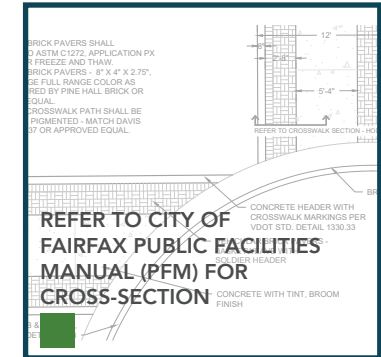 BRICK PAVERS SHALL
O ASTM C1272, APPLICATION PX
R FREEZE AND THAW.
BRICK PAVERS - 8" X 4" X 2.75",
GE FULL RANGE COLOR AS
RED BY PINE HALL BRICK OR
EQUAL.
CROSSWALK PATH SHALL BE
PIGMENTED - MATCH DAVIS
37 OR APPROVED EQUAL.
12'
6"
2'-8"
5'-4"
REFER TO CROSSWALK SECTION - HO
BR
CONCRETE HEADER WITH
CROSSWALK MARKINGS PER
VDOT STD. DETAIL 1330.33
REFER TO CITY OF
FAIRFAX PUBLIC FACILITIES
MANUAL (PFM) FOR
CROSS-SECTION
SOLDIER HEADER
CONCRETE WITH TINT, BROOM
FINISH
S &
DET